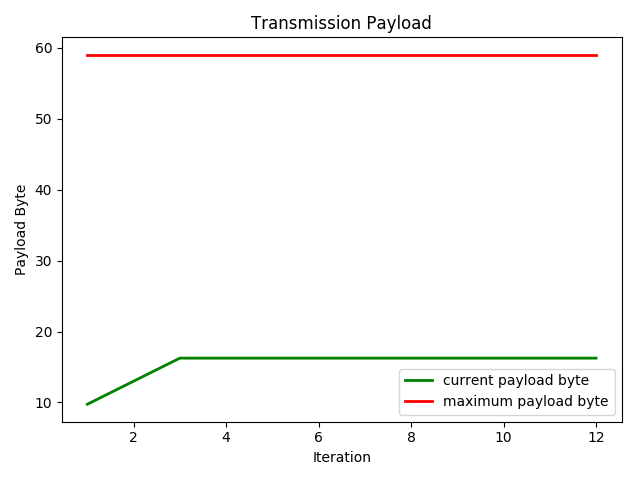 Transmission Payload
60
50
40
30
20
10
Payload Byte
current payload byte
maximum payload byte
2 4 6 8 10 12
Iteration